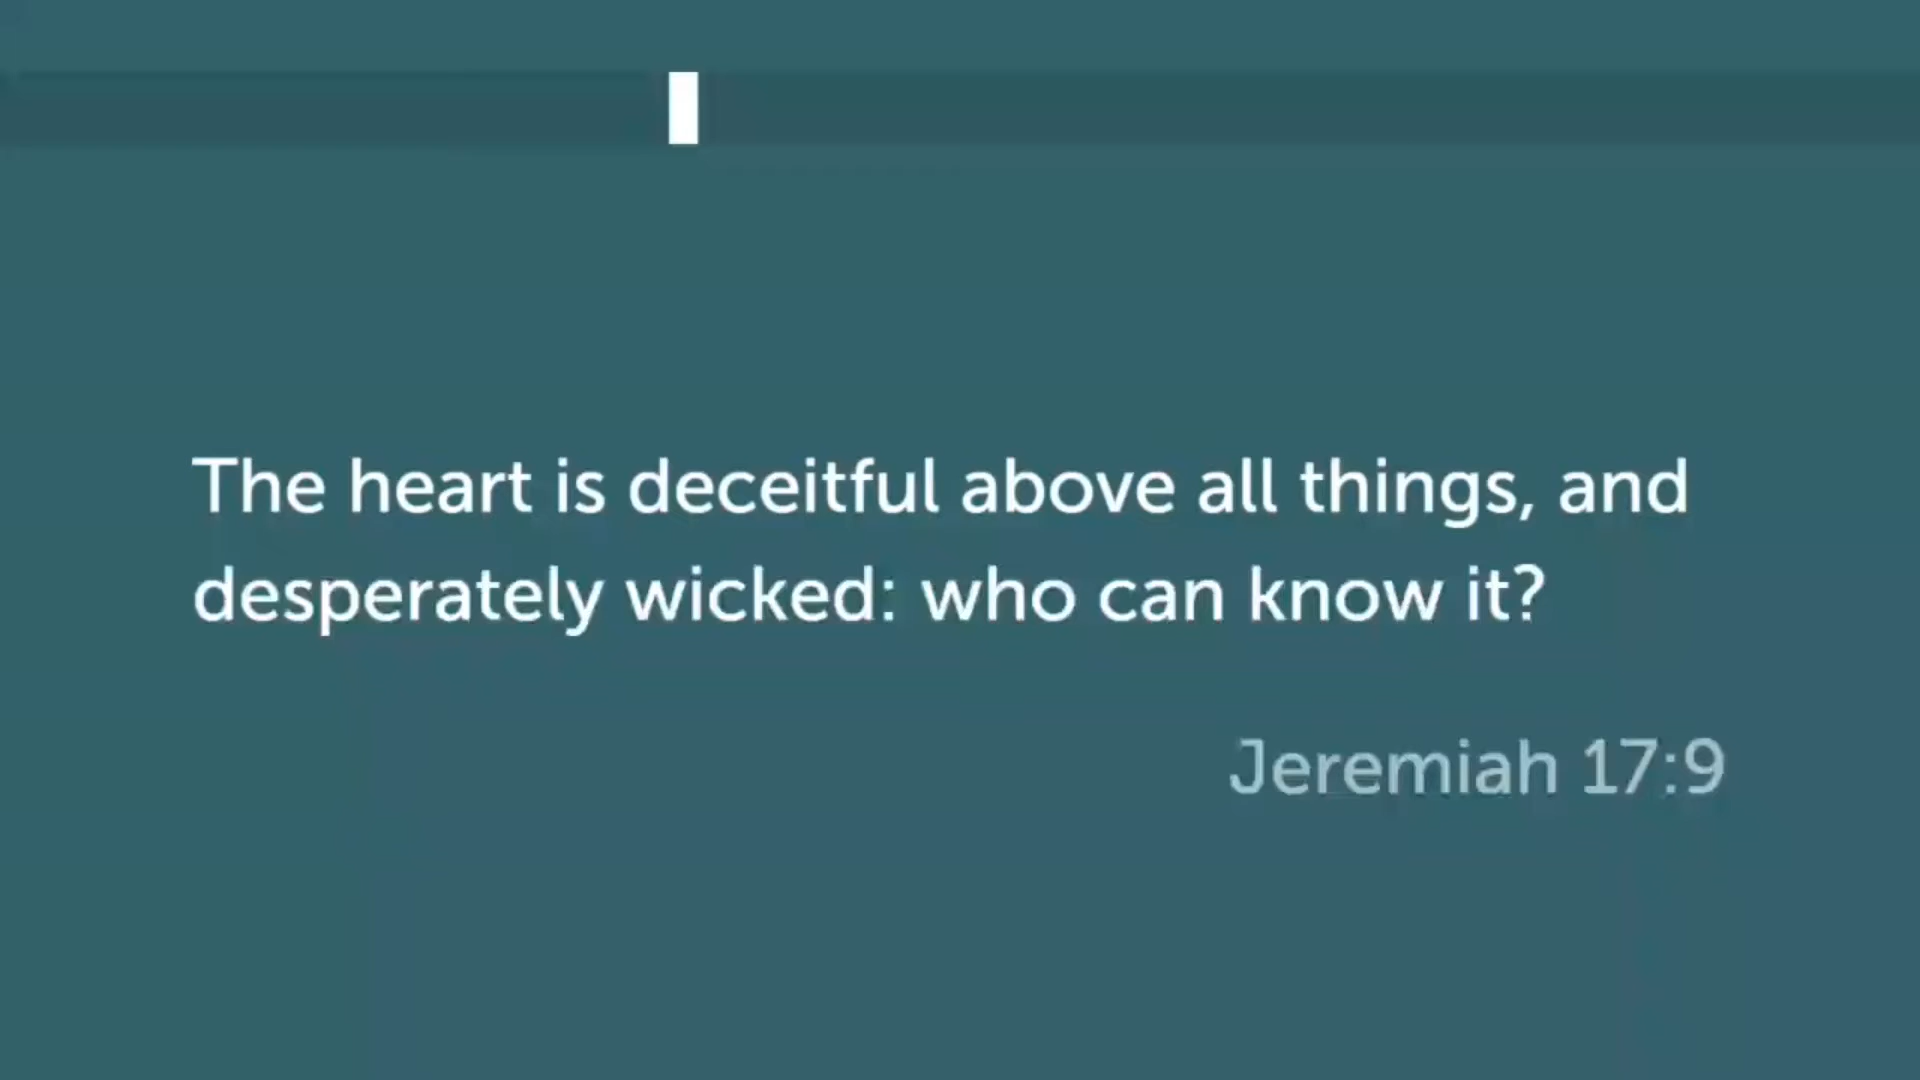 The heart is deceitful above all things, and
desperately wicked: who can know it?
Jeremiah 17:9